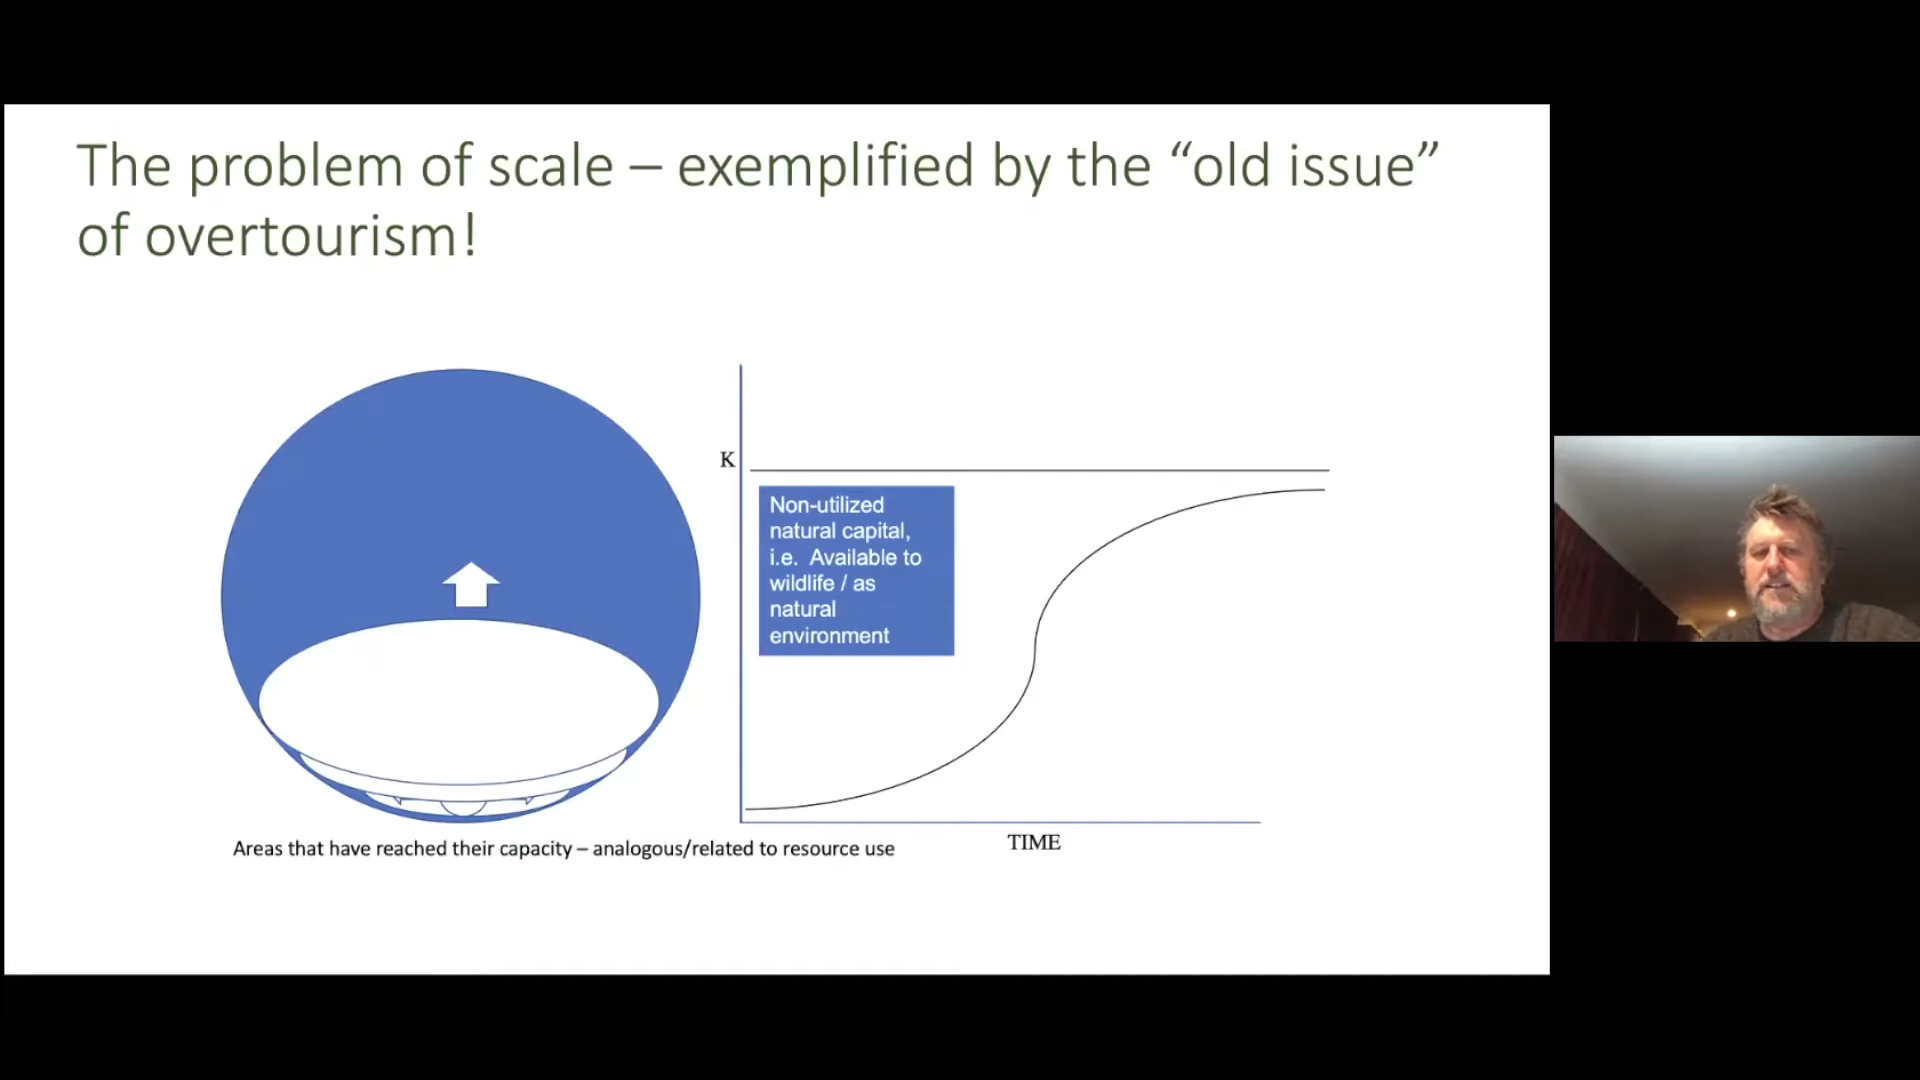 The problem of scale – exemplified by the “old issue”
of overtourism!
K
Non-utilized
natural capital,
i.e.  Available to
wildlife / as
natural
environment
TIME
Areas that have reached their capacity – analogous/related to resource use